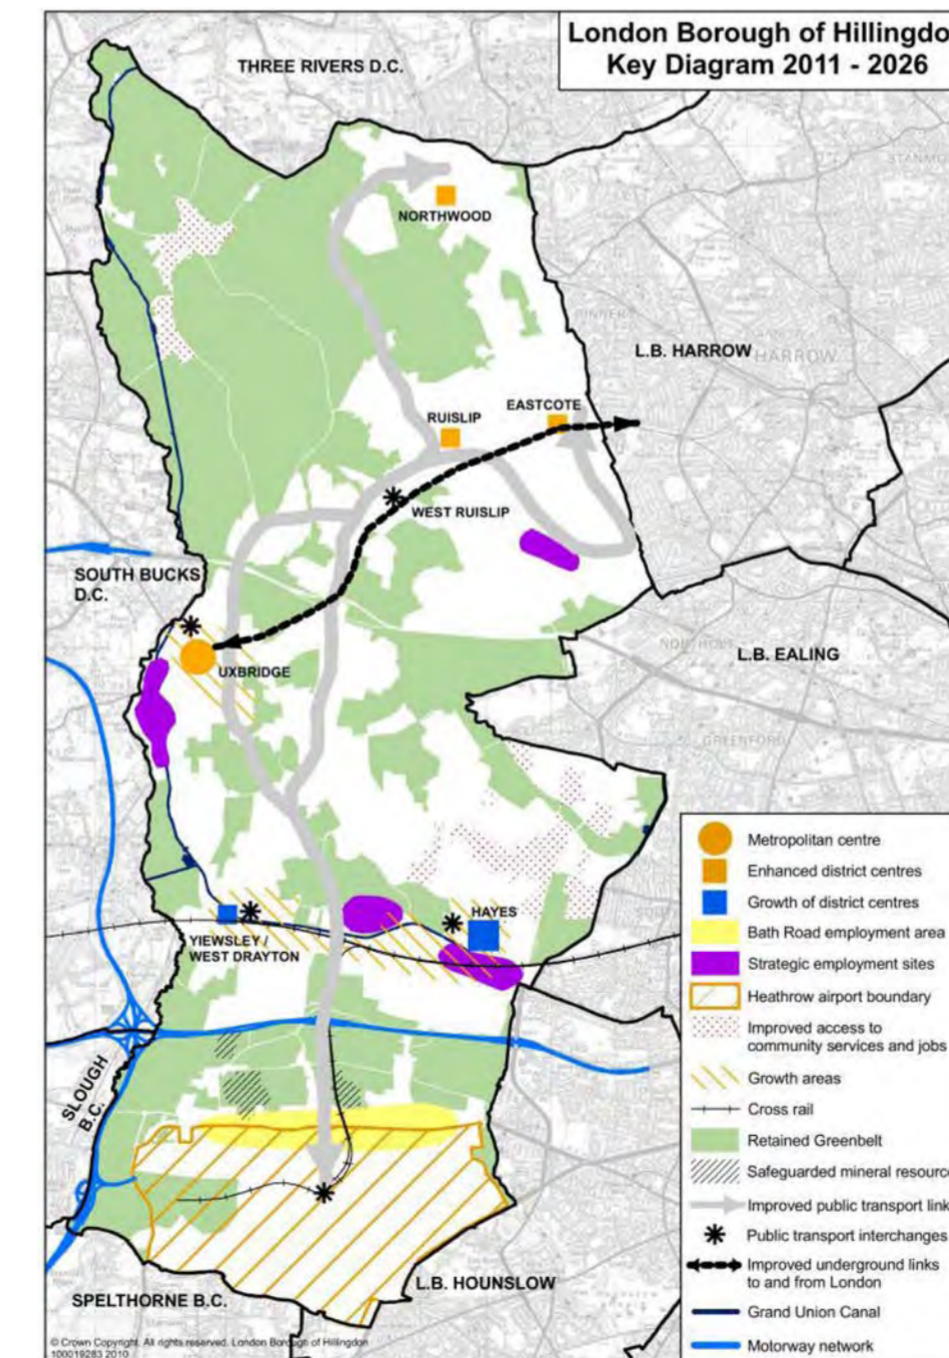 London Borough of Hillingdo
Key Diagram 2011 - 2026
THREE RIVERS D.C.
NORTHWOOD
L.B. HARROW
HARROW
RUISLIP
EASTCOTE
WEST RUISLIP
SOUTH BUCKS
D.C.
UXBRIDGE
L.B. EALING
GREENFORD
HAYES
YIEWSLEY /
WEST DRAYTON
SLOUGH
B.C.
L.B. HOUNSLOW
SPELTHORNE B.C.
Metropolitan centre
Enhanced district centres
Growth of district centres
Bath Road employment area
Strategic employment sites
Heathrow airport boundary
Improved access to
community services and jobs
Growth areas
Cross rail
Retained Greenbelt
Safeguarded mineral resourc
Improved public transport link
Public transport interchanges
Improved underground links
to and from London
Grand Union Canal
Motorway network
© Crown Copyright. All rights reserved. London Borough of Hillingdon
100019283 2010